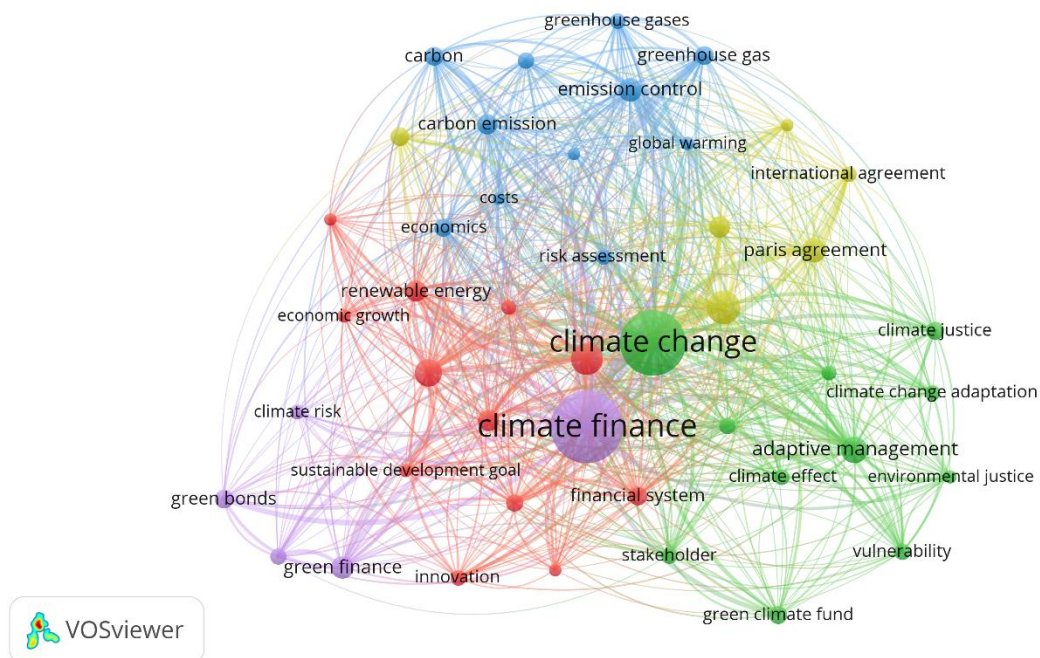 greenhouse gases
carbon
greenhouse gas
emission control
carbon emission
global warming
international agreement
costs
economics
paris agreement
risk assessment
renewable energy
economic growth
climate change
climate justice
climate change adaptation
climate risk
climate finance
adaptive management
sustainable development goal
climate effect
environmental justice
green bonds
financial system
stakeholder
vulnerability
green finance
innovation
green climate fund
VOSviewer